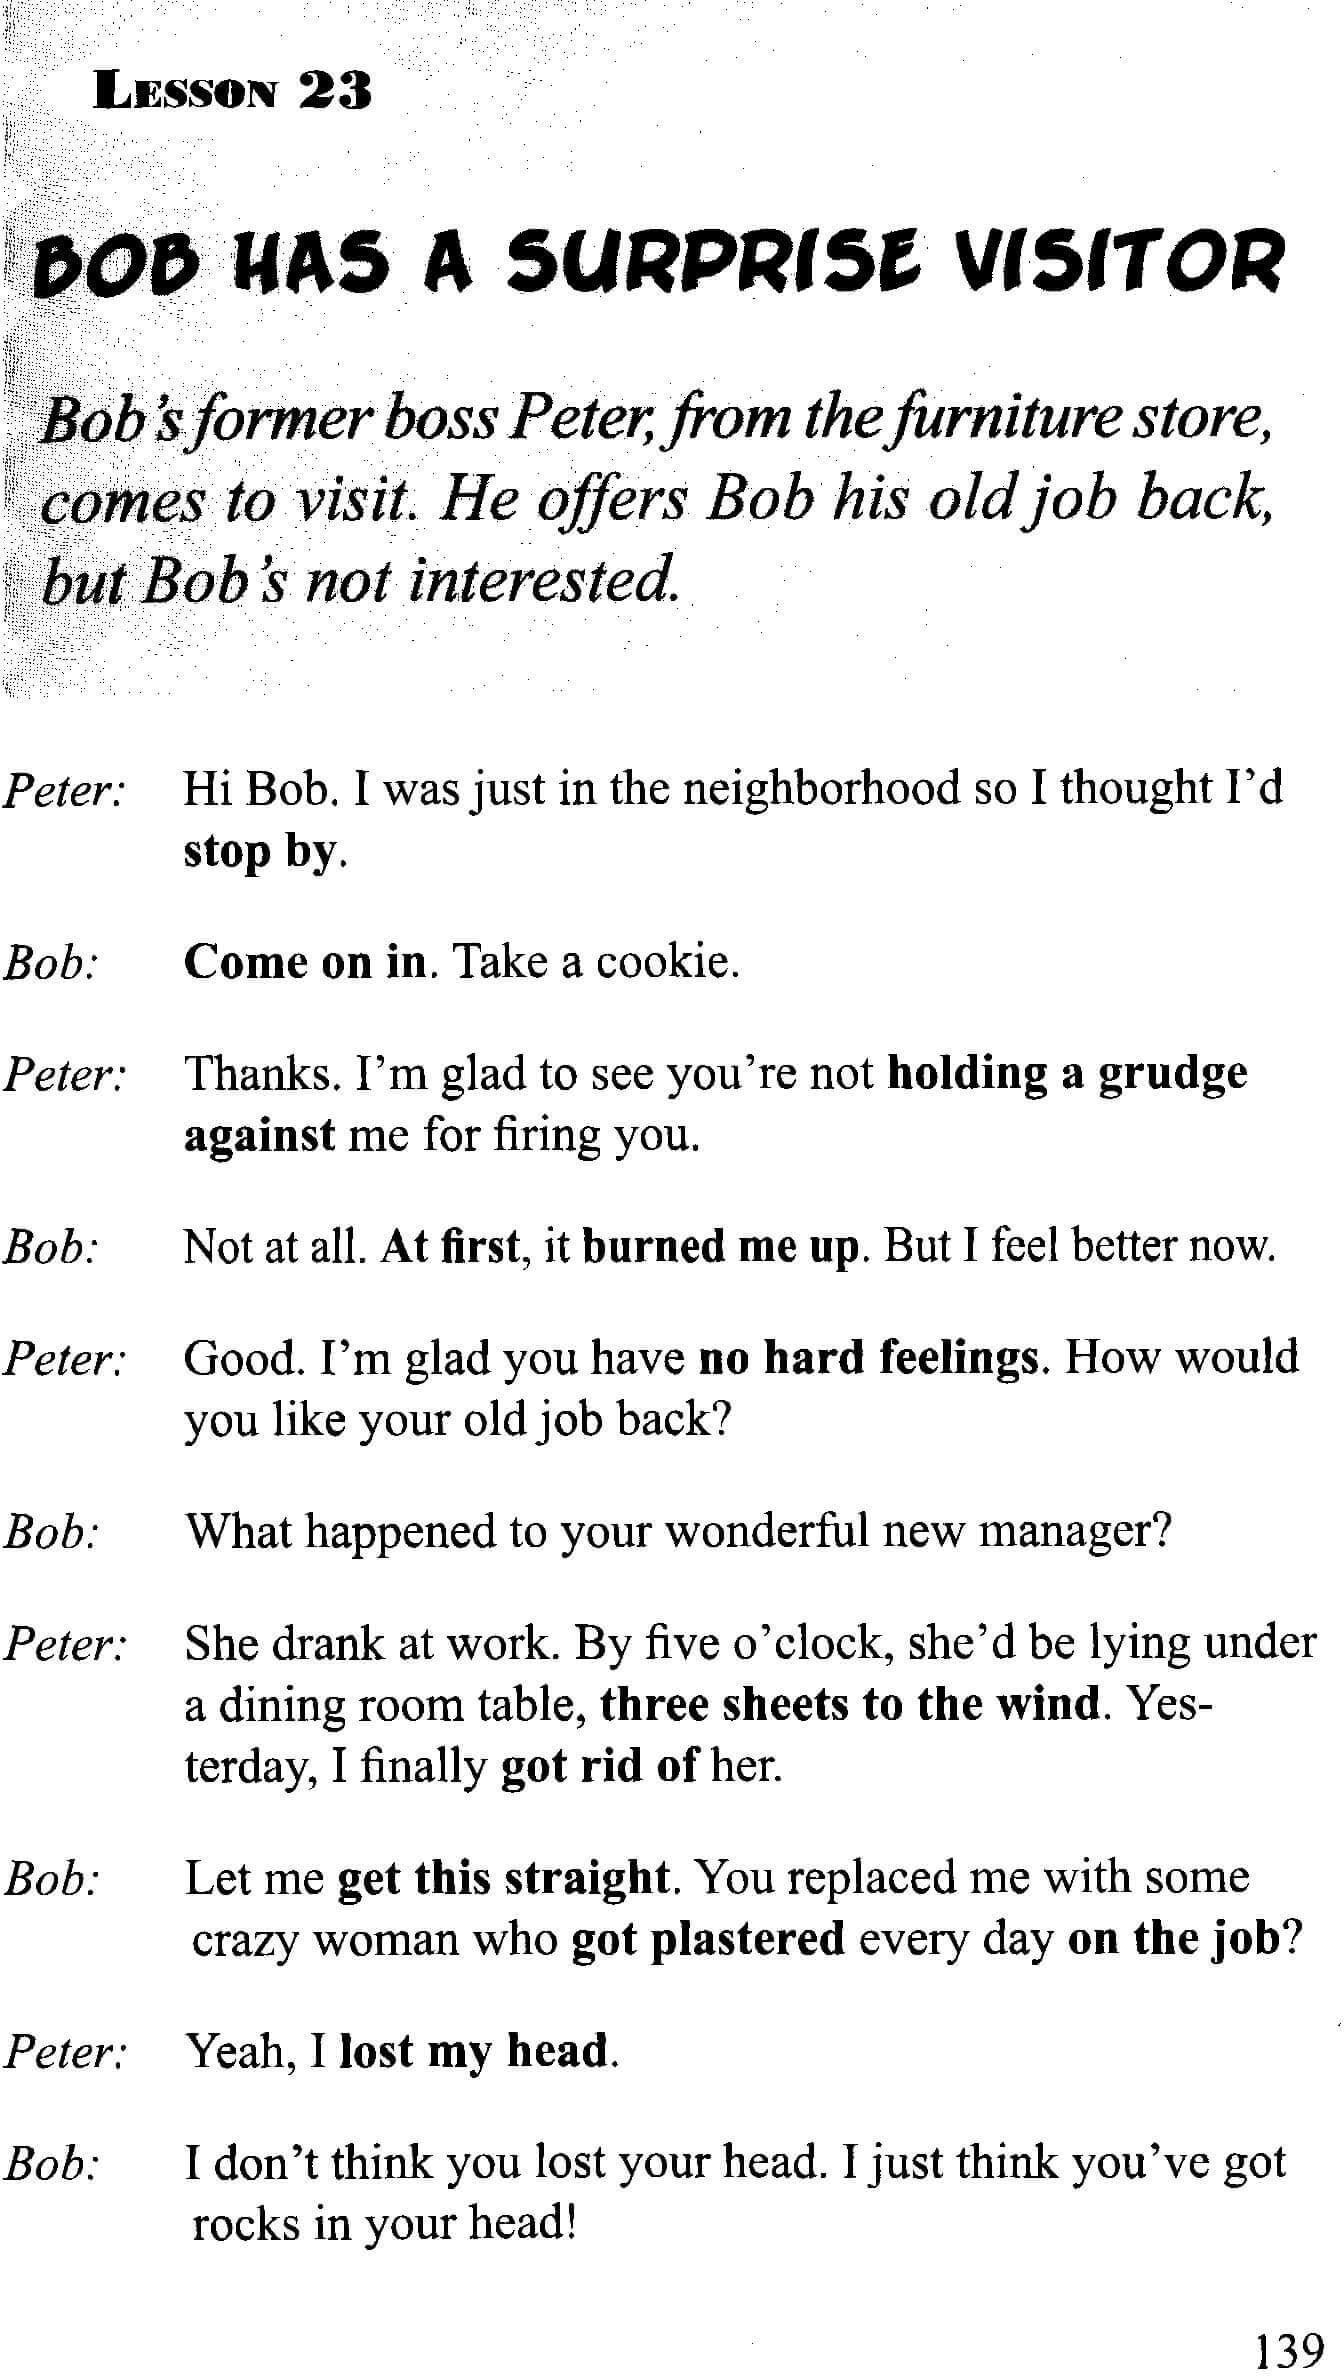 LESSON 23
BOB HAS A SURPRISE VISITOR
Bob's former boss Peter, from the furniture store,
comes to visit. He offers Bob his old job back,
but Bob's not interested.
Peter: Hi Bob. I was just in the neighborhood so I thought I'd
stop by.
Bob: Come on in. Take a cookie.
Peter: Thanks. I'm glad to see you're not holding a grudge
against me for firing you.
Bob: Not at all. At first, it burned me up. But I feel better now.
Peter: Good. I'm glad you have no hard feelings. How would
you like your old job back?
Bob: What happened to your wonderful new manager?
Peter: She drank at work. By five o'clock, she'd be lying under
a dining room table, three sheets to the wind. Yes-
terday, I finally got rid of her.
Bob: Let me get this straight. You replaced me with some
crazy woman who got plastered every day on the job?
Peter: Yeah, I lost my head.
Bob: I don't think you lost your head. I just think you've got
rocks in your head!
139